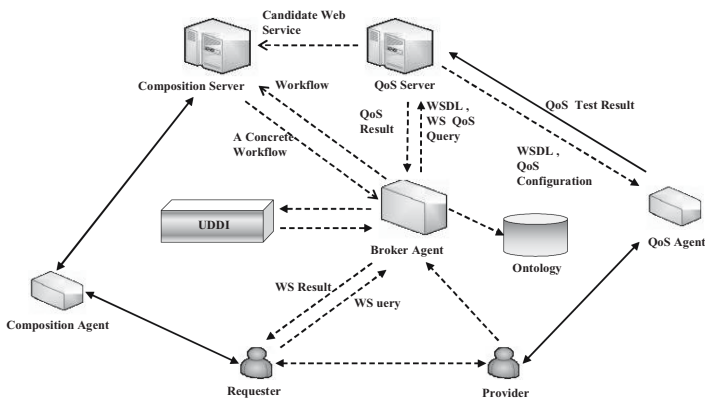 Candidate Web
Service
Composition Server
QoS Server
Workflow
QoS
Result
WSDL ,
WS QoS
Query
QoS Test Result
A Concrete
Workflow
WSDL ,
QoS
Configuration
UDDI
Broker Agent
Ontology
QoS Agent
WS Result
WS uery
Composition Agent
Requester
Provider